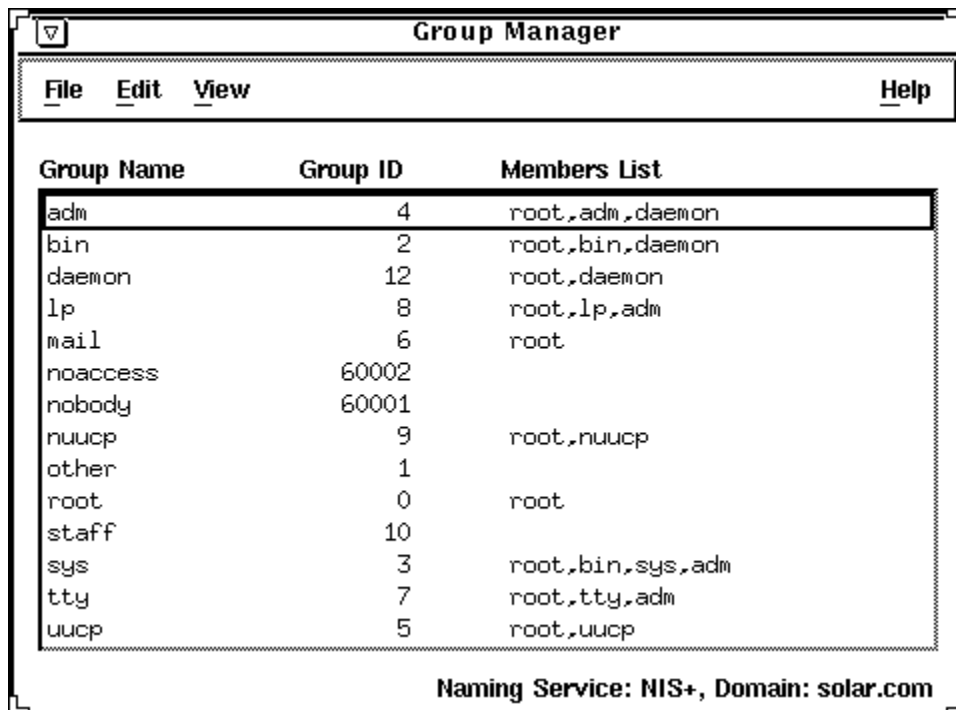 Group Manager
File Edit View Help
Group Name Group ID Members List
adm 4 root,adm,daemon
bin 2 root,bin,daemon
daemon 12 root,daemon
lp 8 root,lp,adm
mail 6 root
noaccess 60002
nobody 60001
nuucp 9 root,nuucp
other 1
root 0 root
staff 10
sys 3 root,bin,sys,adm
tty 7 root,tty,adm
uucp 5 root,uucp
Naming Service: NIS+, Domain: solar.com